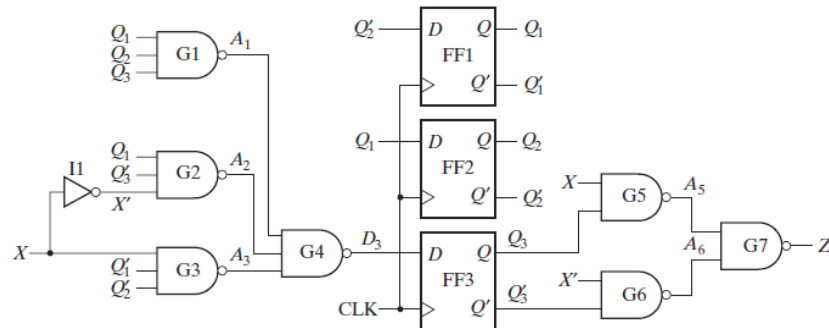 Q1
Q2
Q3
G1
A1
Q2′
D
Q
Q1
FF1
Q′
Q1′
I1
Q1
Q3′
X′
G2
A2
Q1
D
Q
Q2
FF2
Q′
Q2′
X
G5
A5
X
Q1′
Q2′
G3
A3
G4
D3
D
Q
Q3
FF3
Q′
Q3′
CLK
X′
G6
A6
G7
Z